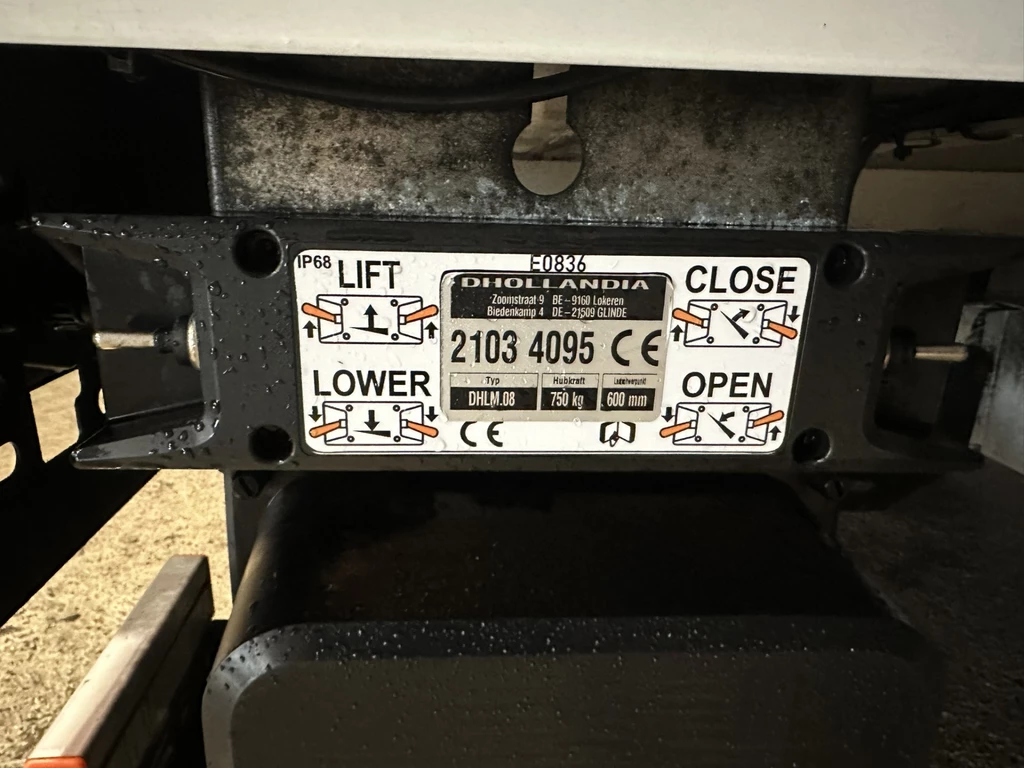 IP68
E0836
LIFT
LOWER
DHOLLANDIA
Zoomstraat 9 BE-9160 Lokeren
Biedenkamp 4 DE-21509 GLINDE
2103 4095 CE
Typ Hubkraft
DHLM.08 750 kg 600 mm
CE
CLOSE
OPEN